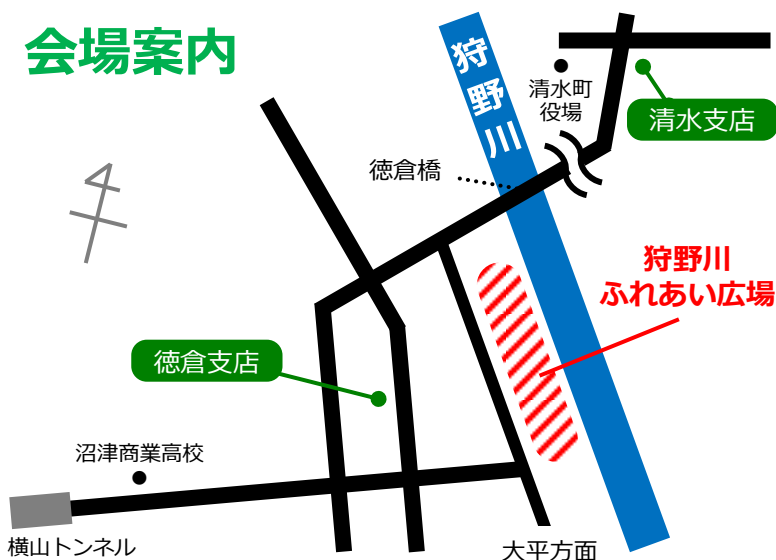 会場案内
狩野川
清水町
役場
清水支店
徳倉橋
狩野川
ふれあい広場
徳倉支店
沼津商業高校
横山トンネル
大平方面